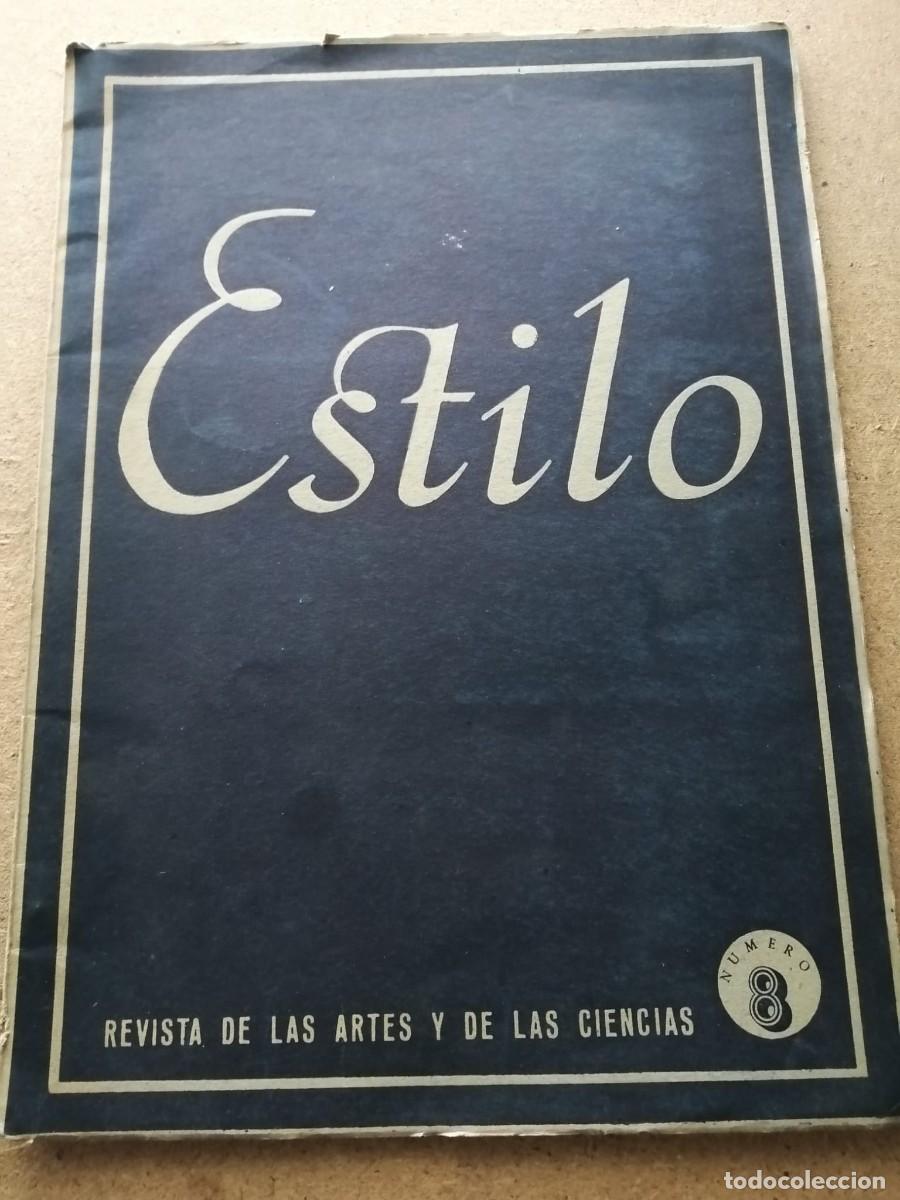 Estilo
NUMERO
8
REVISTA DE LAS ARTES Y DE LAS CIENCIAS
todocoleccion